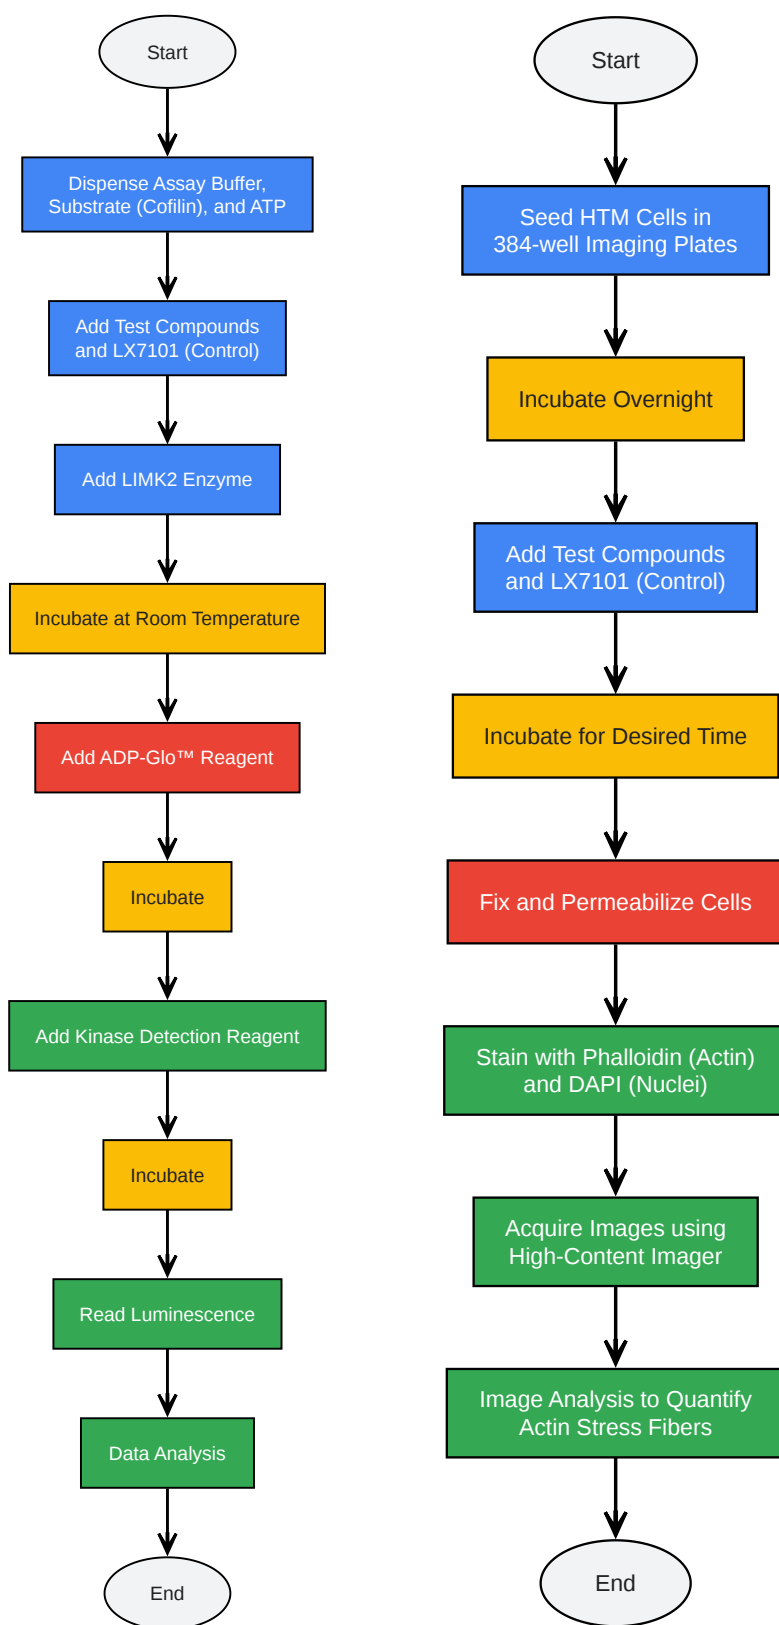 Start
Dispense Assay Buffer,
Substrate (Cofilin), and ATP
Add Test Compounds
and LX7101 (Control)
Add LIMK2 Enzyme
Incubate at Room Temperature
Add ADP-Glo™ Reagent
Incubate
Add Kinase Detection Reagent
Incubate
Read Luminescence
Data Analysis
End
Start
Seed HTM Cells in
384-well Imaging Plates
Incubate Overnight
Add Test Compounds
and LX7101 (Control)
Incubate for Desired Time
Fix and Permeabilize Cells
Stain with Phalloidin (Actin)
and DAPI (Nuclei)
Acquire Images using
High-Content Imager
Image Analysis to Quantify
Actin Stress Fibers
End